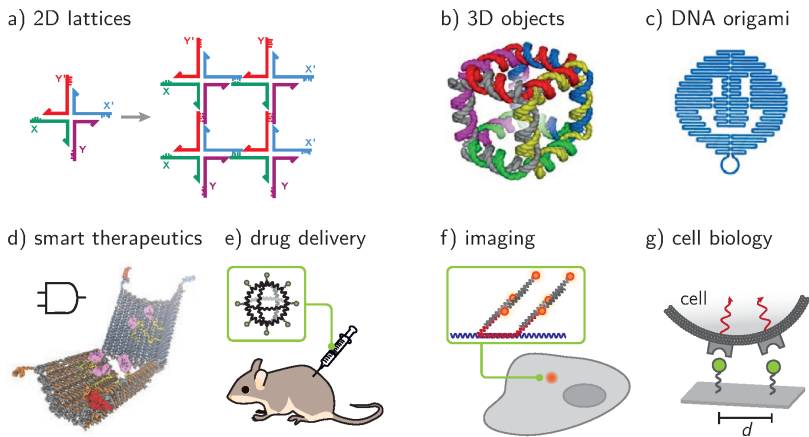 a) 2D lattices
b) 3D objects
c) DNA origami
Y'
X'
X
Y
Y'
Y'
X'
X
X'
X
Y
Y
d) smart therapeutics
e) drug delivery
f) imaging
g) cell biology
cell
d